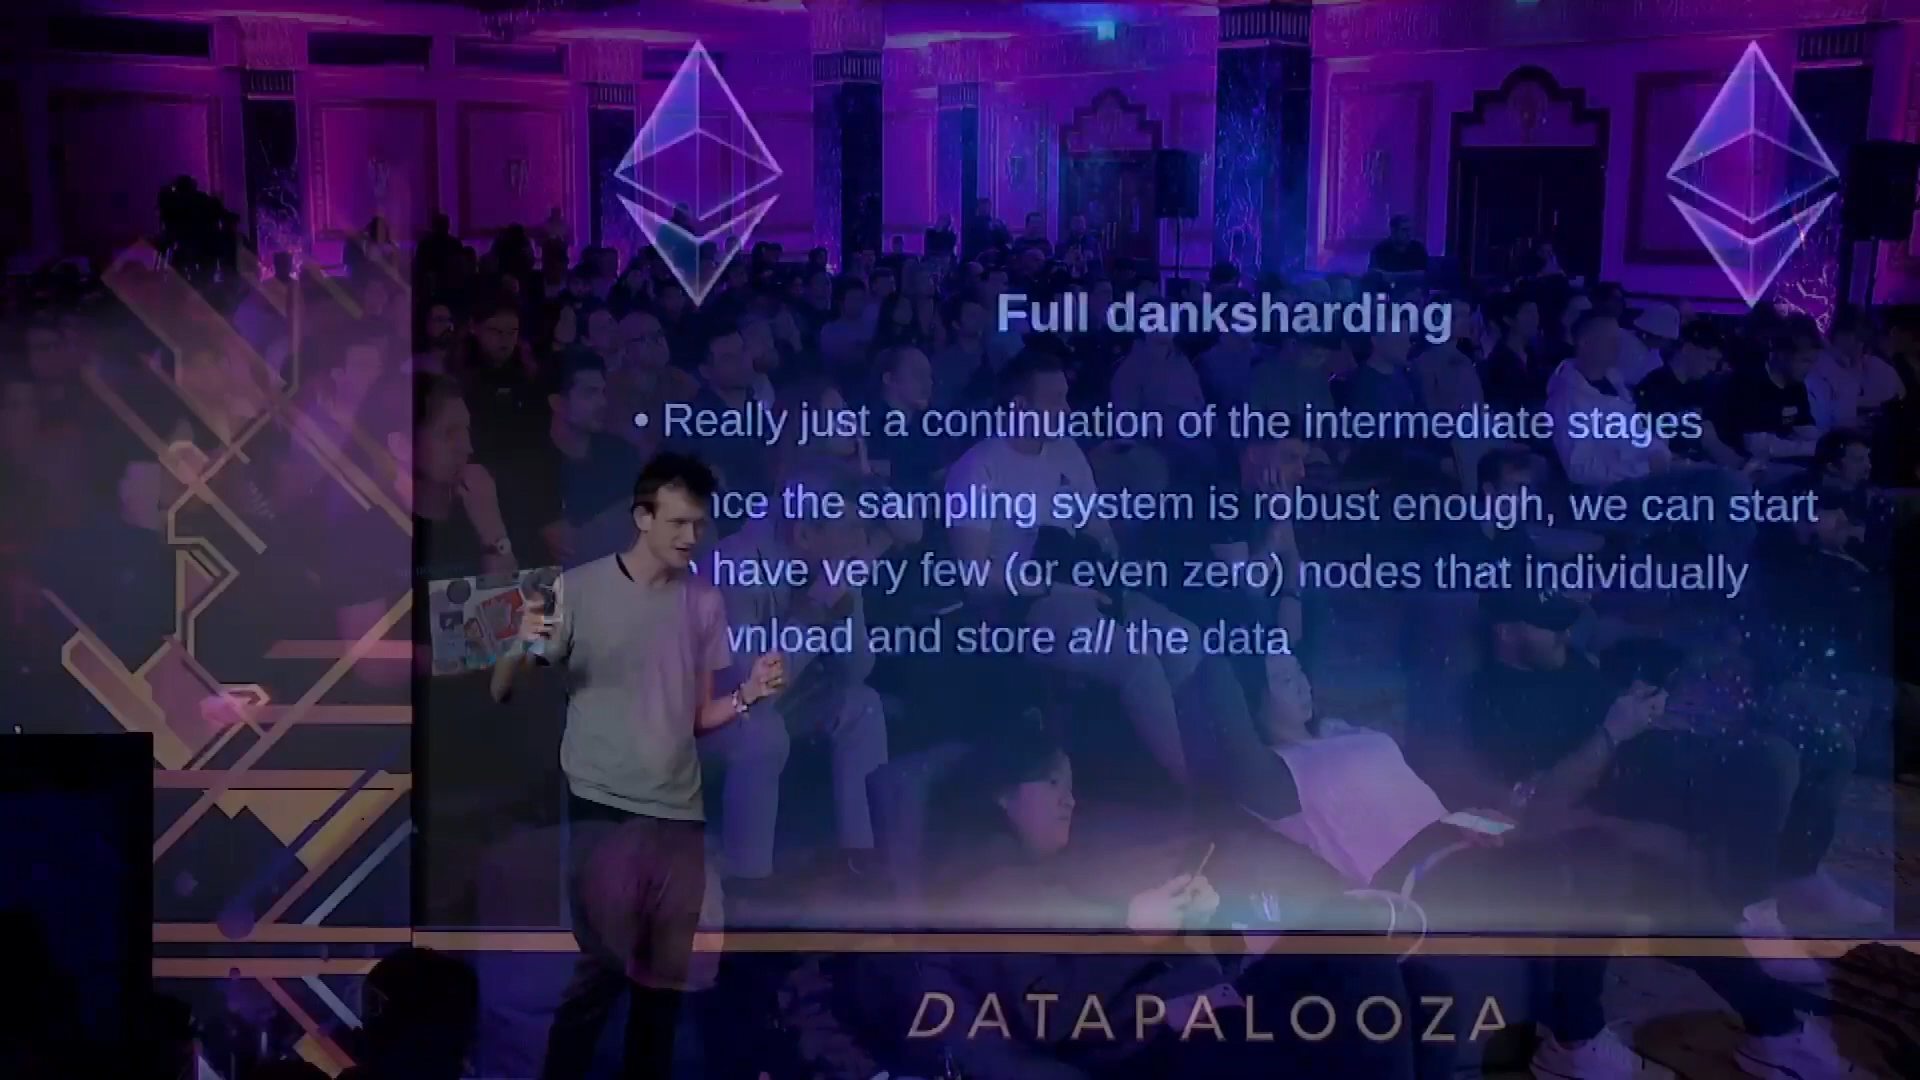 Full danksharding
• Really just a continuation of the intermediate stages
the sampling system is robust enough, we can start
have very few (or even zero) nodes that individually
and store all the data
DATAPALOOZA